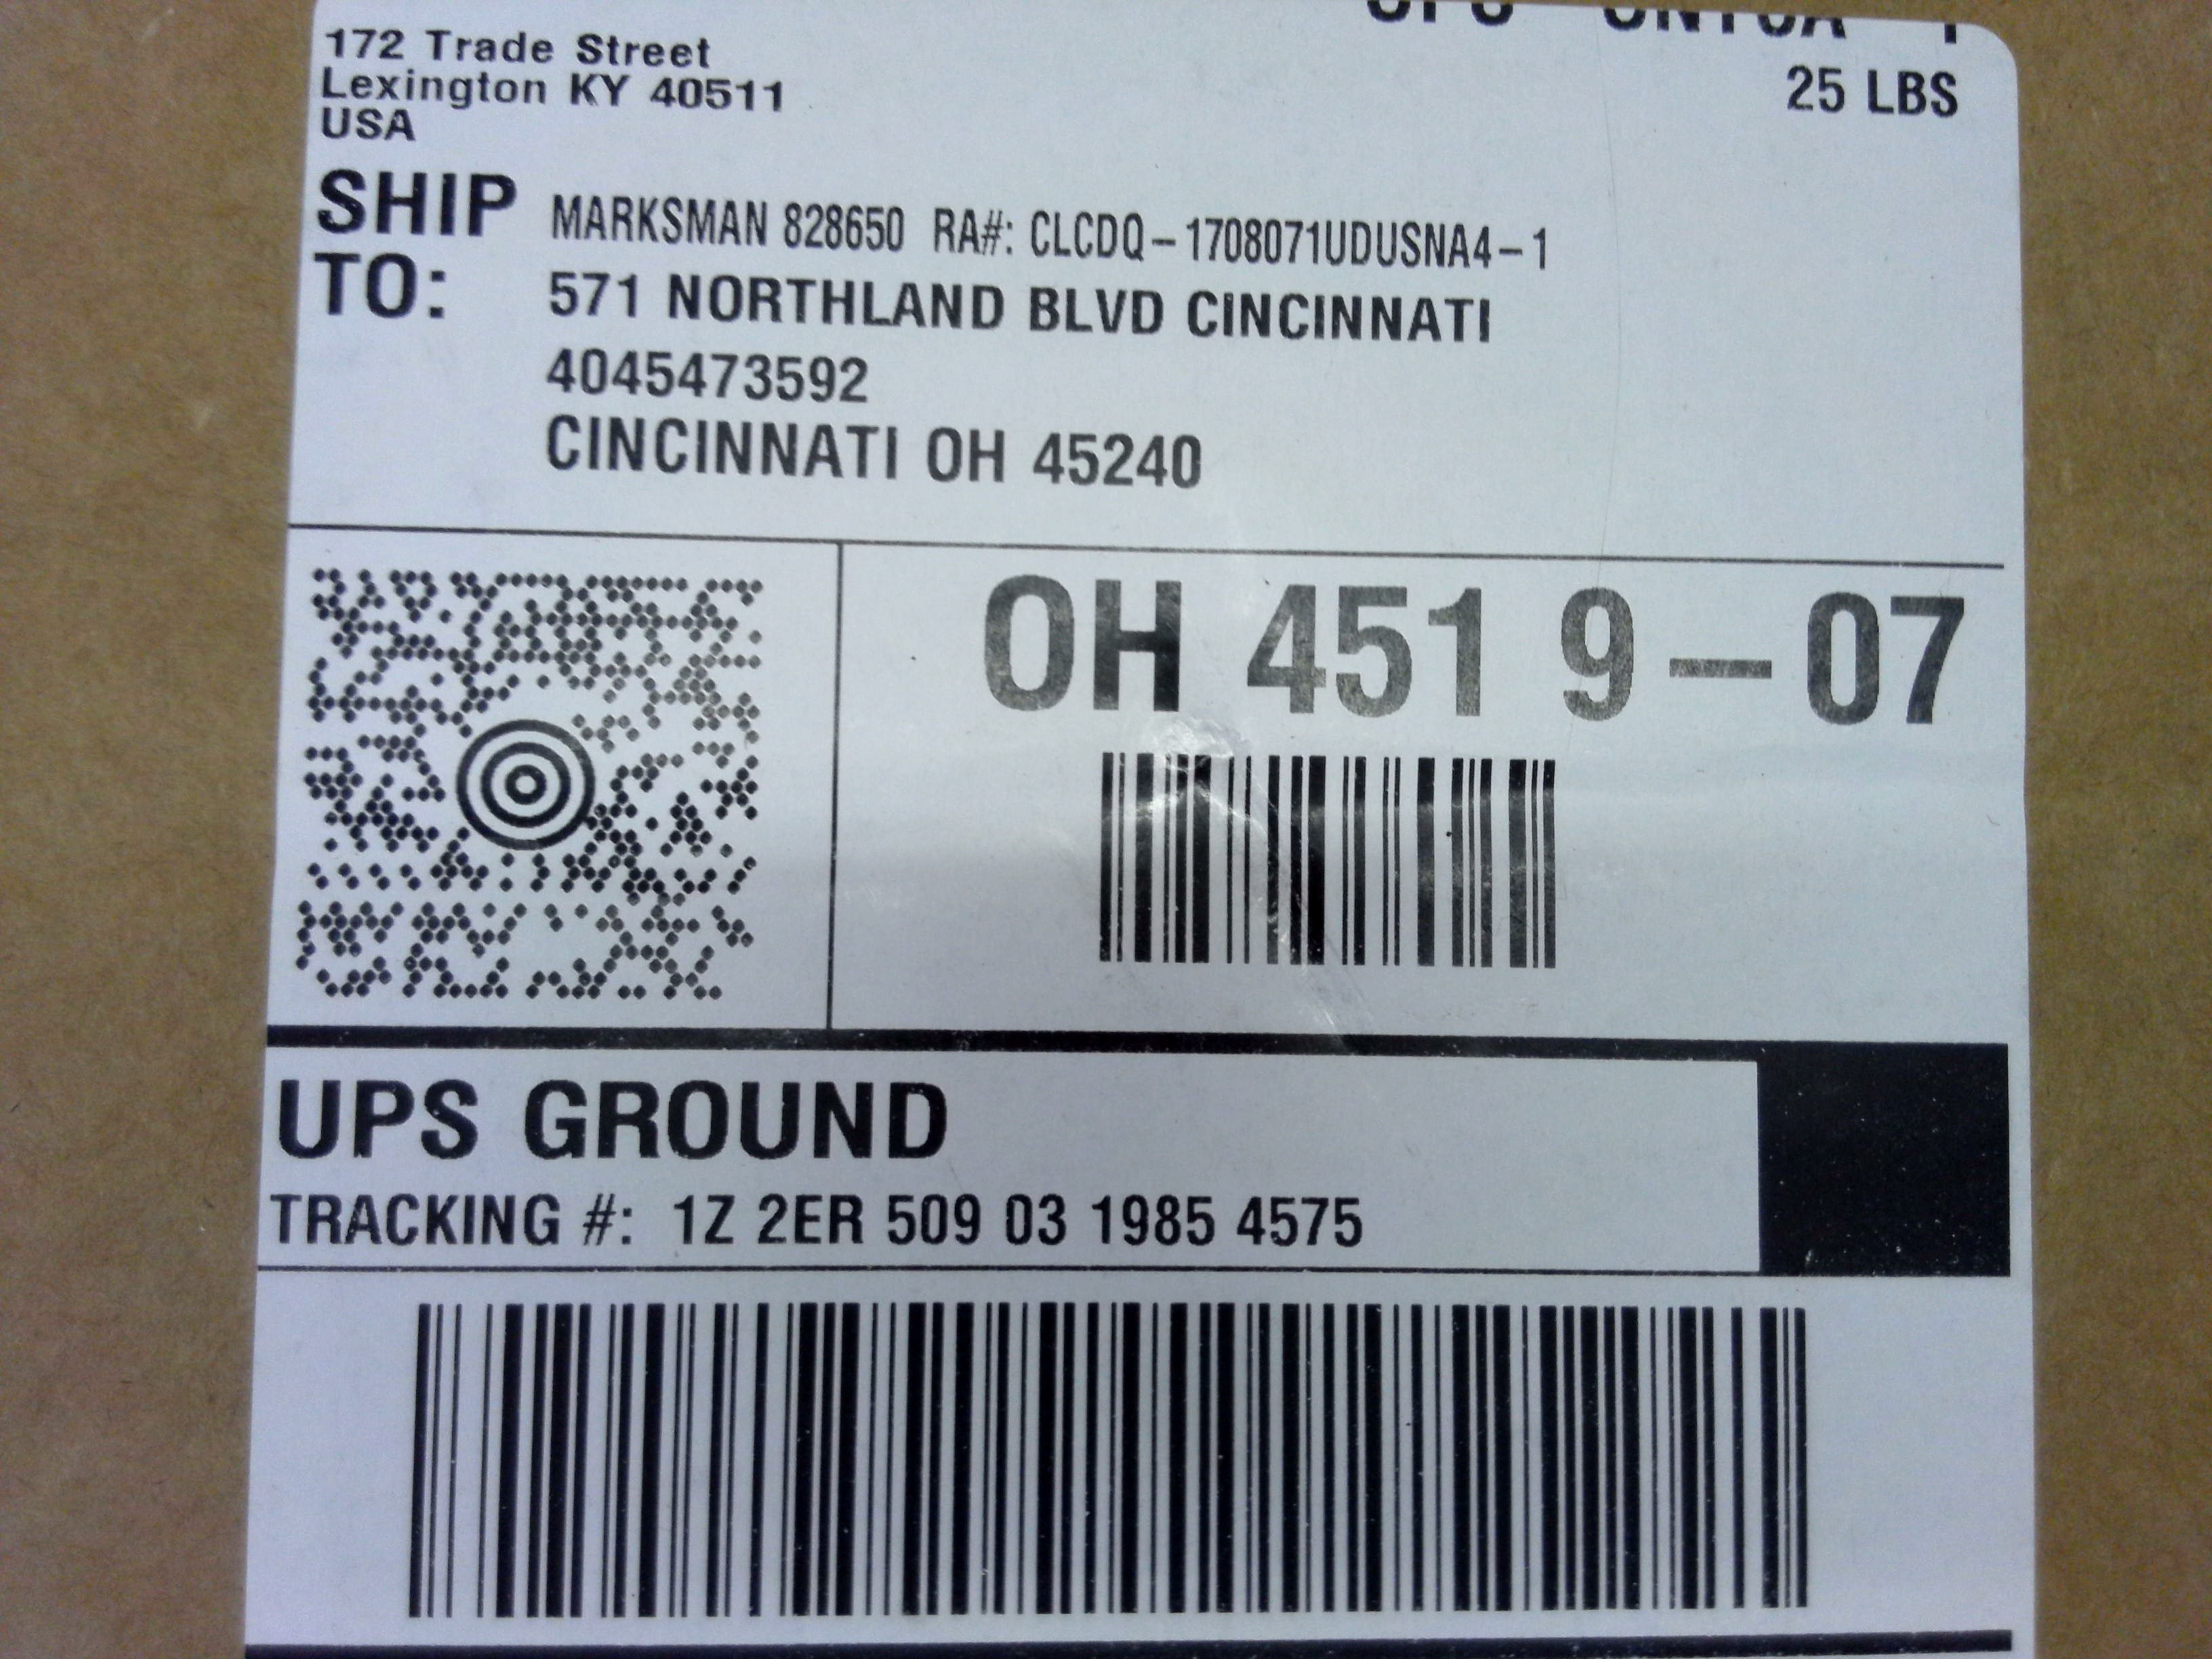 172 Trade Street
Lexington KY 40511
USA
25 LBS
SHIP TO:
MARKSMAN 828650 RA#: CLCDQ-1708071UDUSNA4-1
571 NORTHLAND BLVD CINCINNATI
4045473592
CINCINNATI OH 45240
OH 451 9-07
UPS GROUND
TRACKING #: 1Z 2ER 509 03 1985 4575